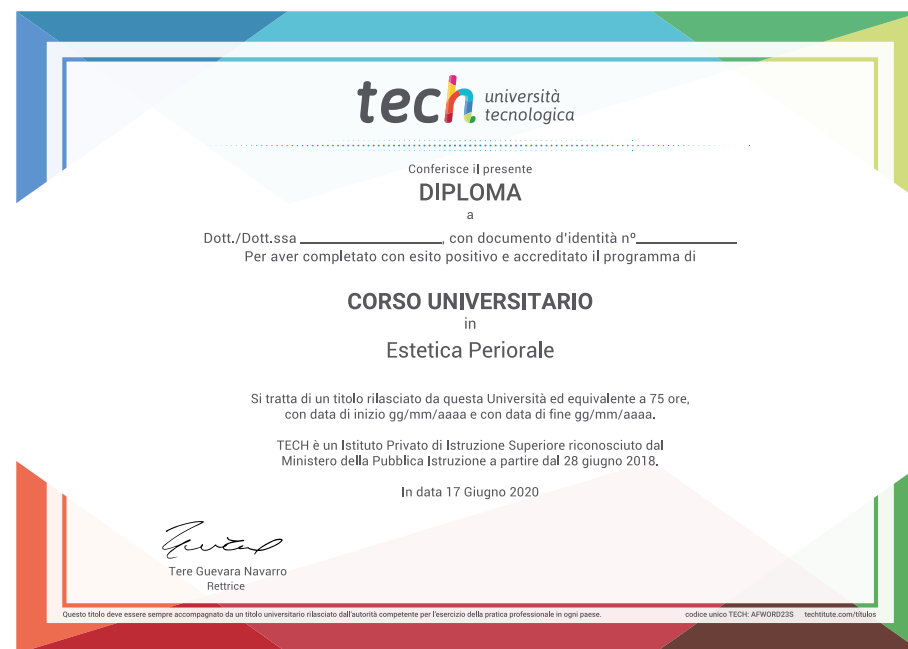 tech università
tecnologica
Conferisce il presente
DIPLOMA
a
Dott./Dott.ssa ____________________, con documento d'identità nº______________
Per aver completato con esito positivo e accreditato il programma di
CORSO UNIVERSITARIO
in
Estetica Periorale
Si tratta di un titolo rilasciato da questa Università ed equivalente a 75 ore,
con data di inizio gg/mm/aaaa e con data di fine gg/mm/aaaa.
TECH è un Istituto Privato di Istruzione Superiore riconosciuto dal
Ministero della Pubblica Istruzione a partire dal 28 giugno 2018.
In data 17 Giugno 2020
Tere Guevara Navarro
Rettrice
Questo titolo deve essere sempre accompagnato da un titolo universitario rilasciato dall'autorità competente per l'esercizio della pratica professionale in ogni paese. codice unico TECH: AFWORD23S techtitute.com/titulos